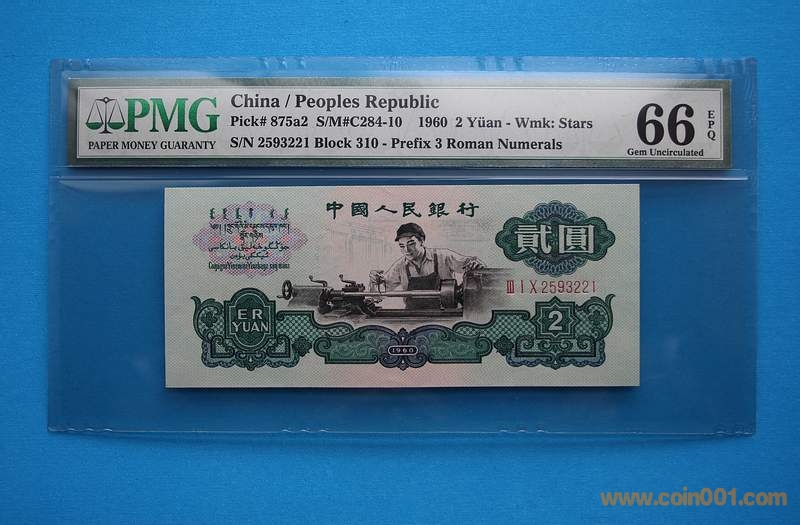 PMG
PAPER MONEY GUARANTY
China / Peoples Republic
Pick# 875a2 S/M#C284-10 1960 2 Yüan - Wmk: Stars
S/N 2593221 Block 310 - Prefix 3 Roman Numerals
66 EPQ
Gem Uncirculated
中國人民銀行
貳圓
Ⅲ Ⅰ Ⅹ 2593221
ER
YUAN
1960
2
www.coin001.com